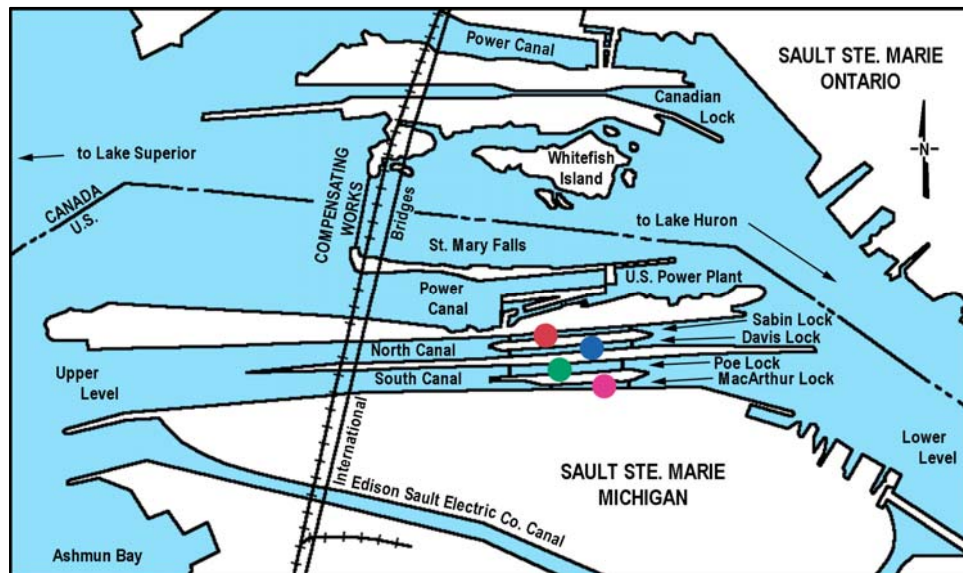 Power Canal
SAULT STE. MARIE
ONTARIO
Canadian
Lock
-N-
to Lake Superior
Whitefish
Island
CANADA
U.S.
COMPENSATING
WORKS
Bridges
to Lake Huron
St. Mary Falls
U.S. Power Plant
Power
Canal
Sabin Lock
Davis Lock
North Canal
Poe Lock
Upper
Level
South Canal
MacArthur Lock
International
Lower
Level
SAULT STE. MARIE
MICHIGAN
Edison Sault Electric Co. Canal
Ashmun Bay